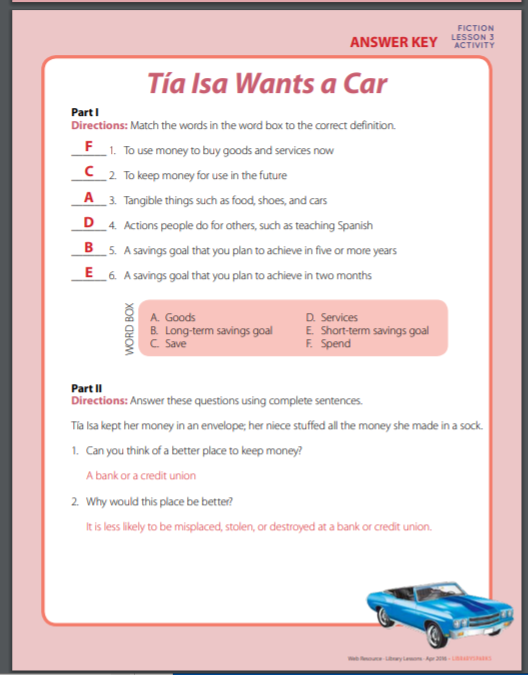 FICTION
LESSON 3
ANSWER KEY ACTIVITY
Tía Isa Wants a Car
Part I
Directions: Match the words in the word box to the correct definition.
F 1. To use money to buy goods and services now
C 2. To keep money for use in the future
A 3. Tangible things such as food, shoes, and cars
D 4. Actions people do for others, such as teaching Spanish
B 5. A savings goal that you plan to achieve in five or more years
E 6. A savings goal that you plan to achieve in two months
WORD BOX
A. Goods D. Services
B. Long-term savings goal E. Short-term savings goal
C. Save F. Spend
Part II
Directions: Answer these questions using complete sentences.
Tía Isa kept her money in an envelope; her niece stuffed all the money she made in a sock.
1. Can you think of a better place to keep money?
A bank or a credit union
2. Why would this place be better?
It is less likely to be misplaced, stolen, or destroyed at a bank or credit union.
Web Resource • Library Lessons • Apr 2016 • LIBRARYSPARKS